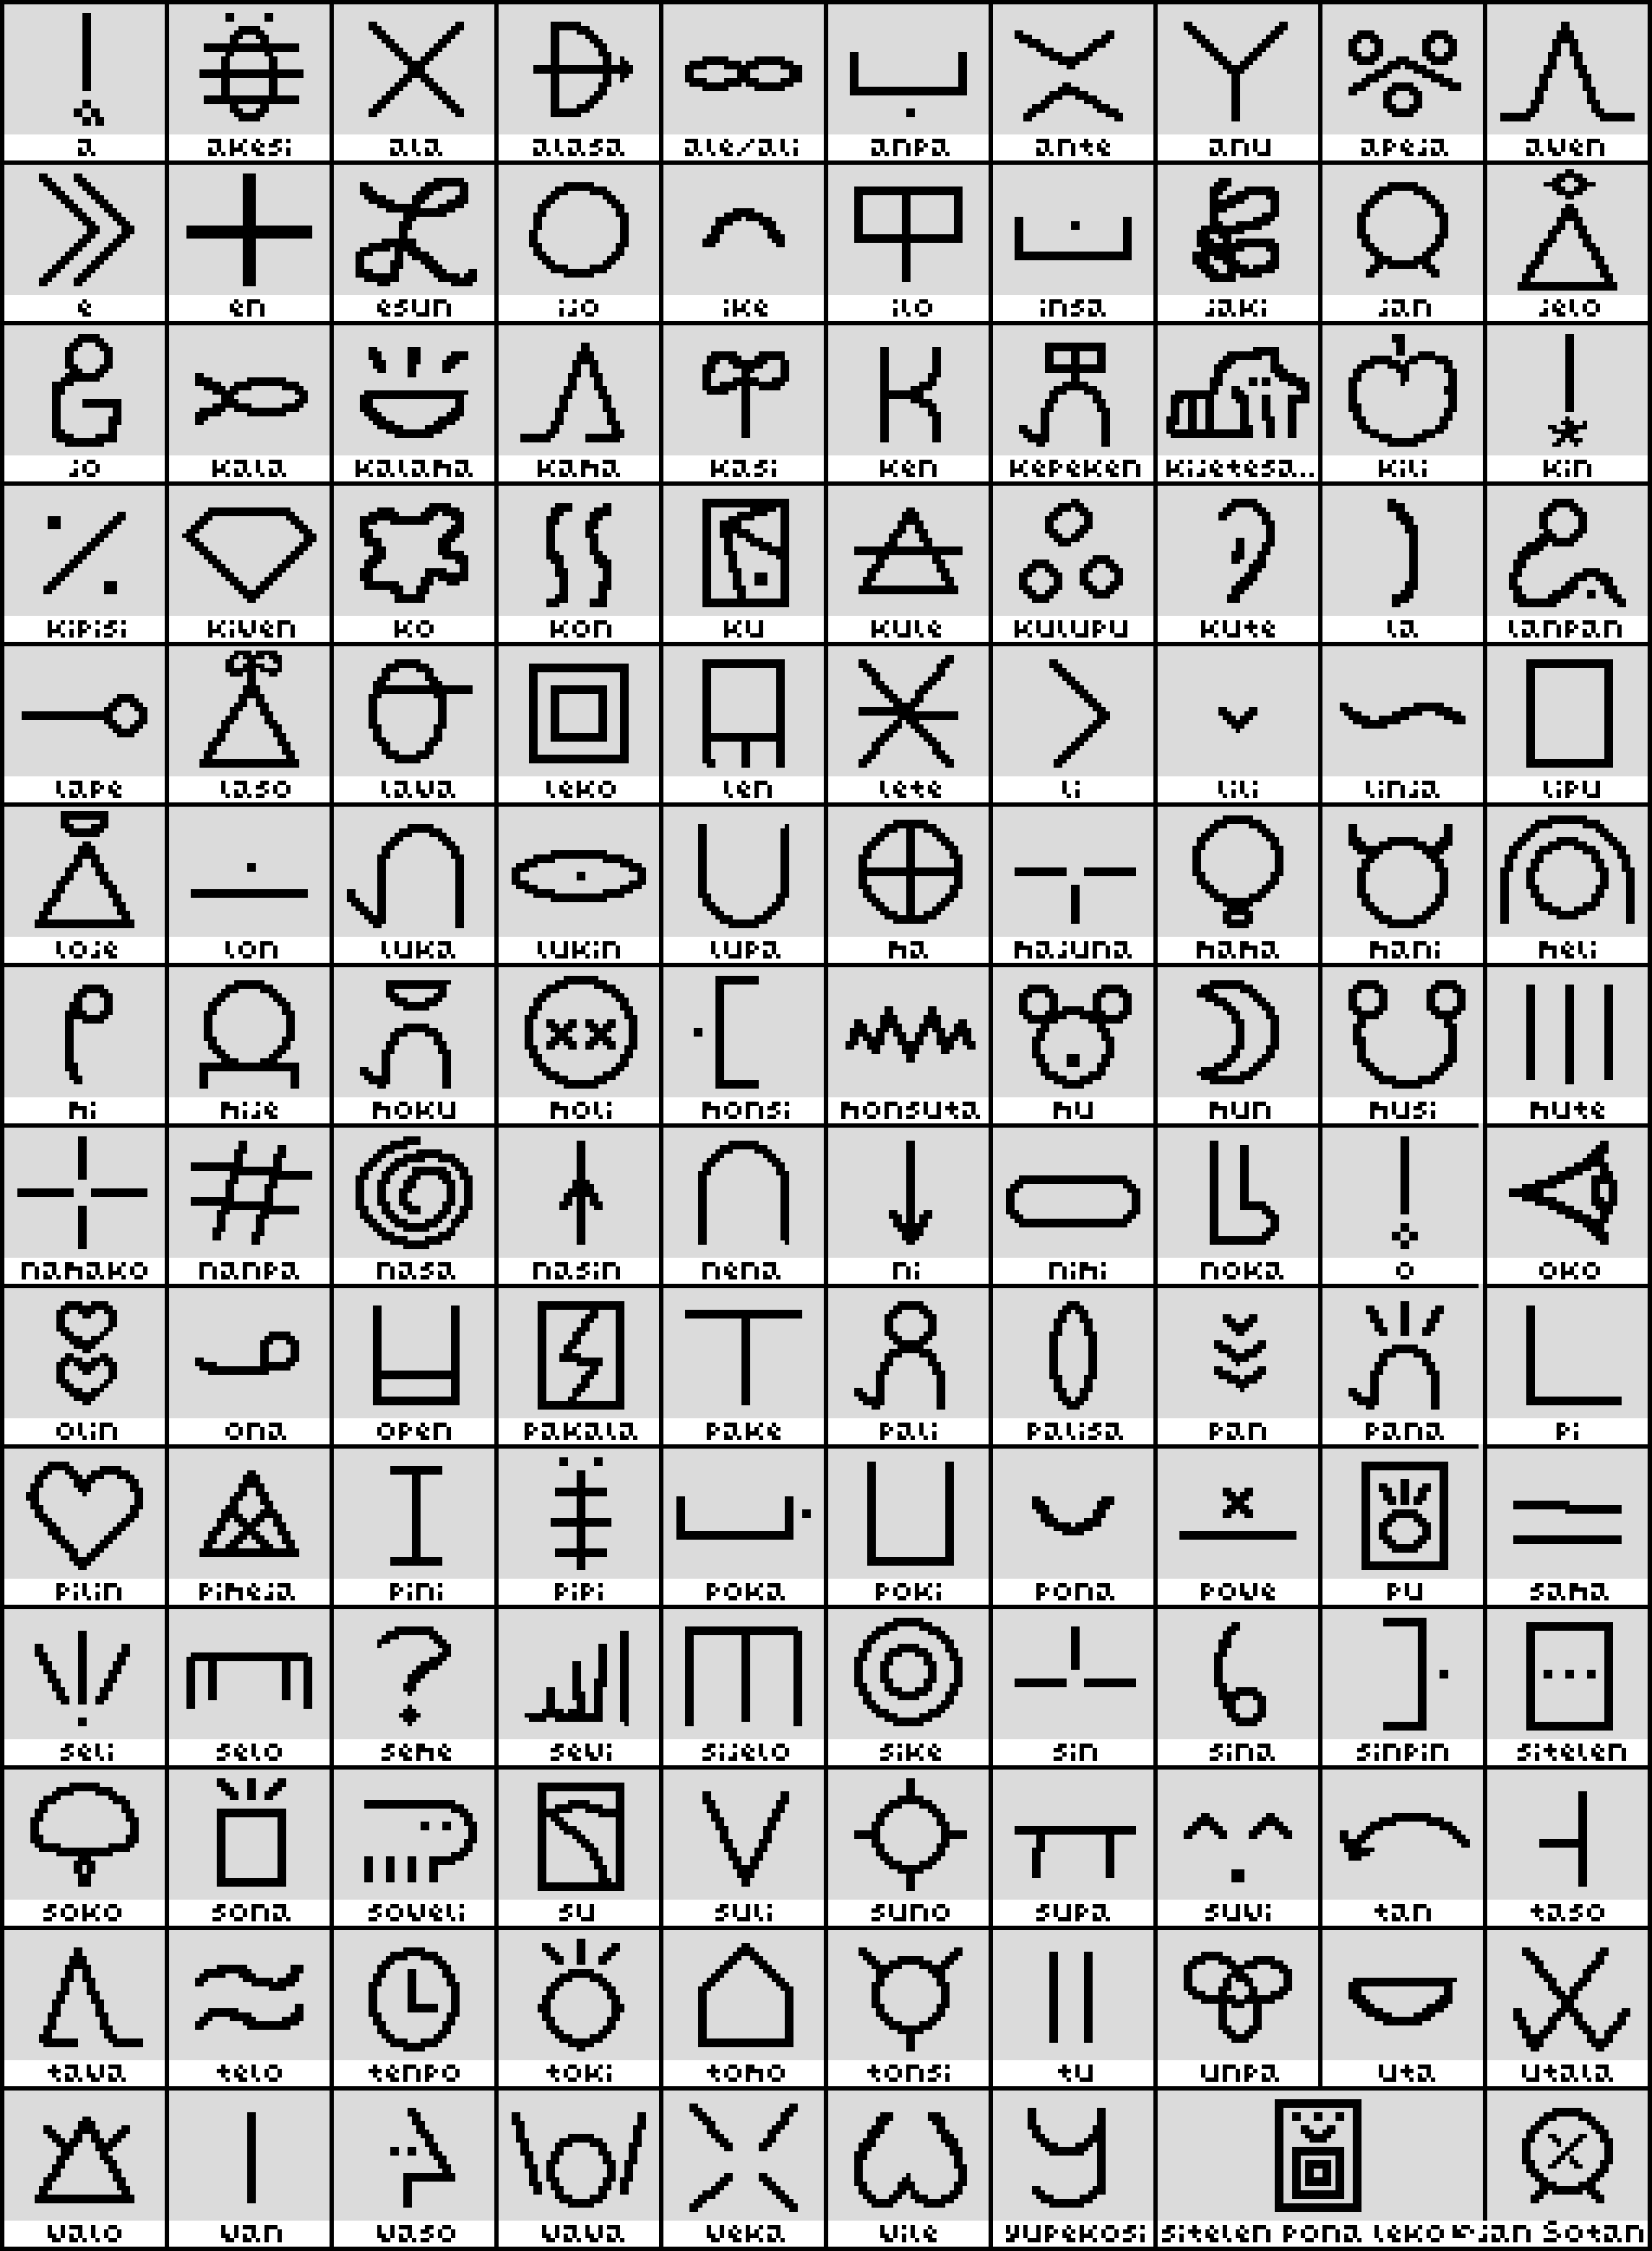 a akesi ala alasa ale/ali anpa ante anu apeja awen
e en esun ijo ike ilo insa jaki jan jelo
jo kala kalama kama kasi ken kepeken kijetesa... kili kin
kipisi kiwen ko kon ku kule kulupu kute la lanpan
lape laso lawa leko len lete li lili linja lipu
loje lon luka lukin lupa ma majuna mama mani meli
mi mije moku moli monsi monsuta mu mun musi mute
namako nanpa nasa nasin nena ni nimi noka o oko
olin ona open pakala pake pali palisa pan pana pi
pilin pimeja pini pipi poka poki pona powe pu sama
seli selo seme sewi sijelo sike sin sina sinpin sitelen
soko sona soweli su suli suno supa suwi tan taso
tawa telo tenpo toki tomo tonsi tu unpa uta utala
walo wan waso wawa weka wile yupekosi sitelen pona leko jan Sotan